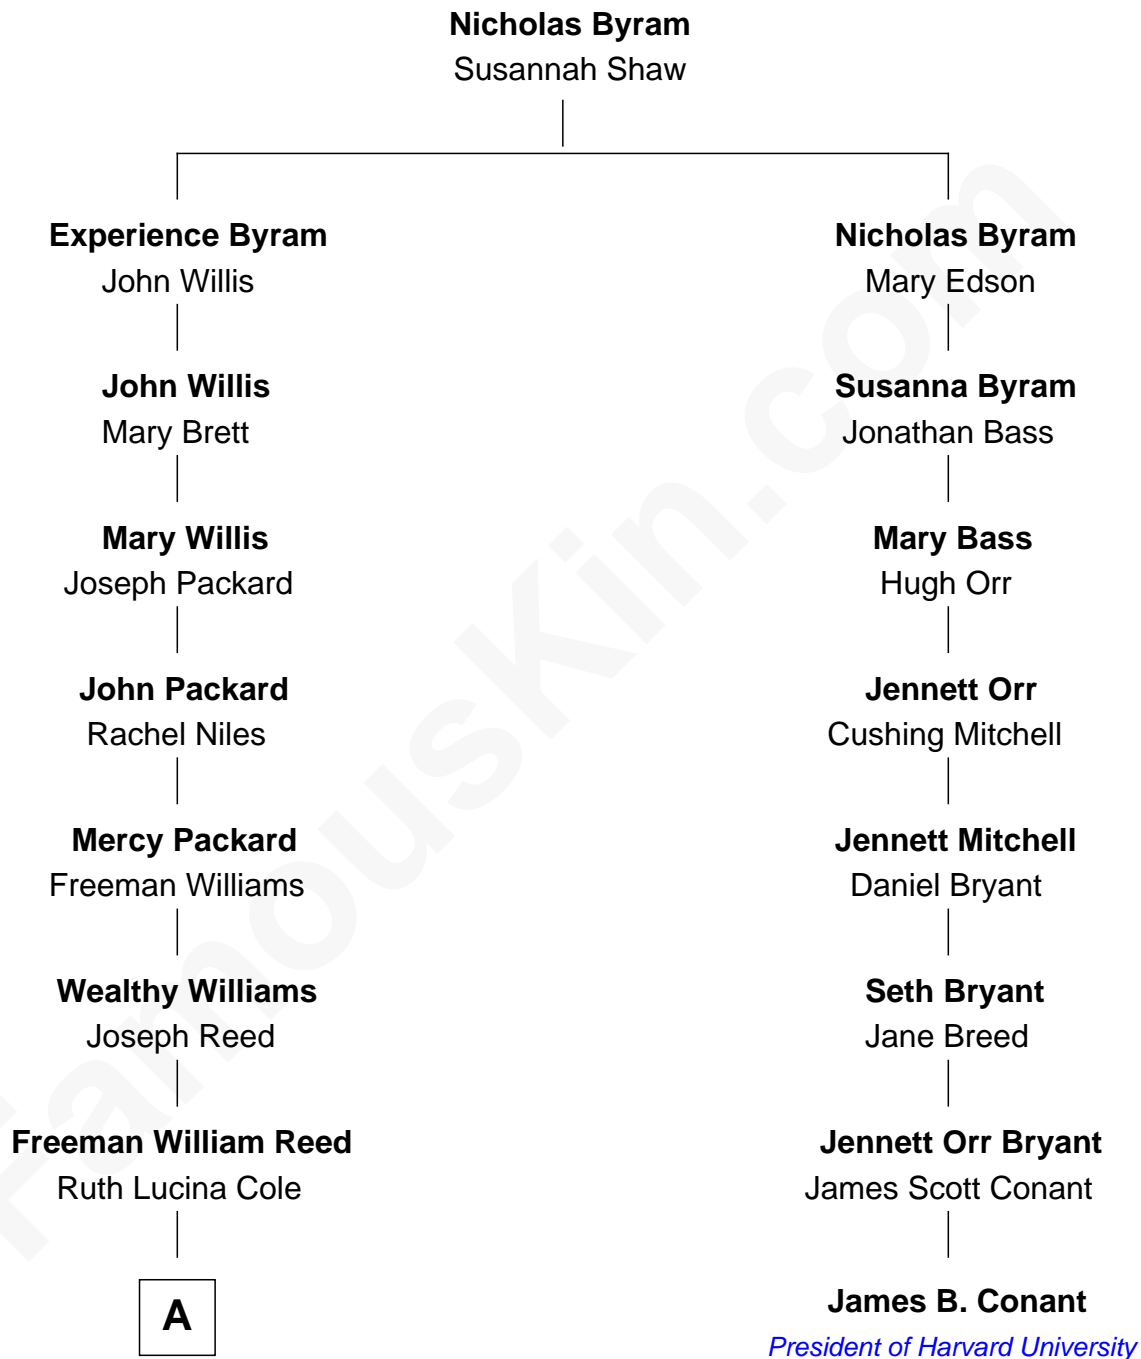 Nicholas Byram
Susannah Shaw
Experience Byram
John Willis
Nicholas Byram
Mary Edson
John Willis
Mary Brett
Susanna Byram
Jonathan Bass
Mary Willis
Joseph Packard
Mary Bass
Hugh Orr
John Packard
Rachel Niles
Jennett Orr
Cushing Mitchell
Mercy Packard
Freeman Williams
Jennett Mitchell
Daniel Bryant
Wealthy Williams
Joseph Reed
Seth Bryant
Jane Breed
Freeman William Reed
Ruth Lucina Cole
Jennett Orr Bryant
James Scott Conant
A
James B. Conant
President of Harvard University
FamousKin.com